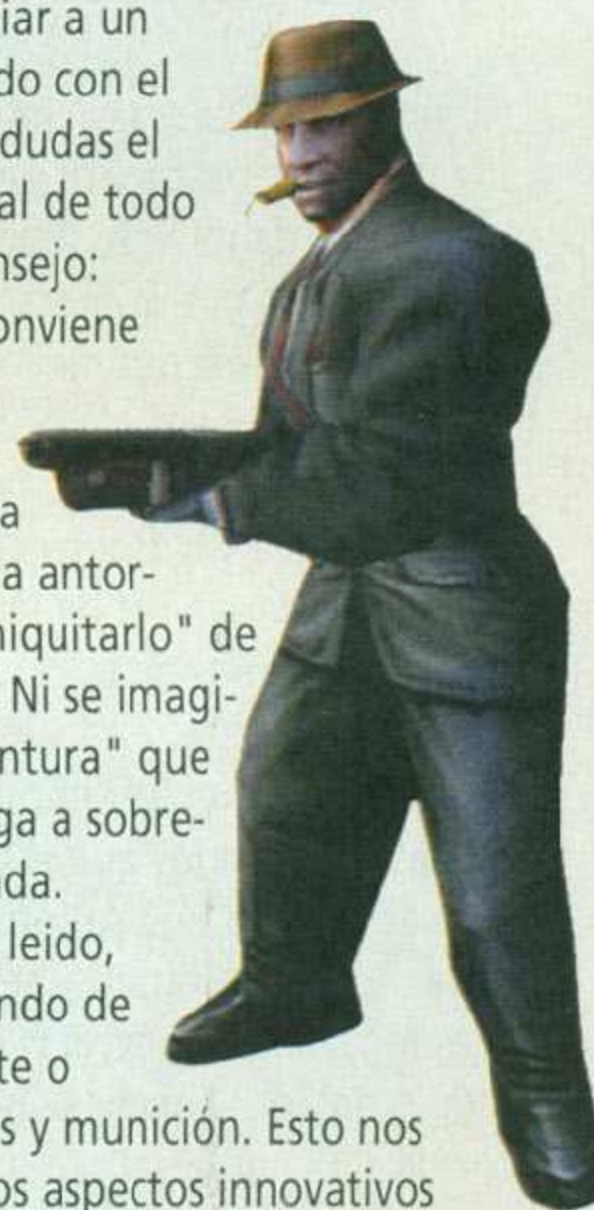 iar a un
do con el
dudas el
al de todo
nsejo:
onviene
a
a antor-
niquitarlo" de
Ni se imagi-
ntura" que
ga a sobre-
ada.
leido,
ndo de
te o
s y munición. Esto nos
os aspectos innovativos